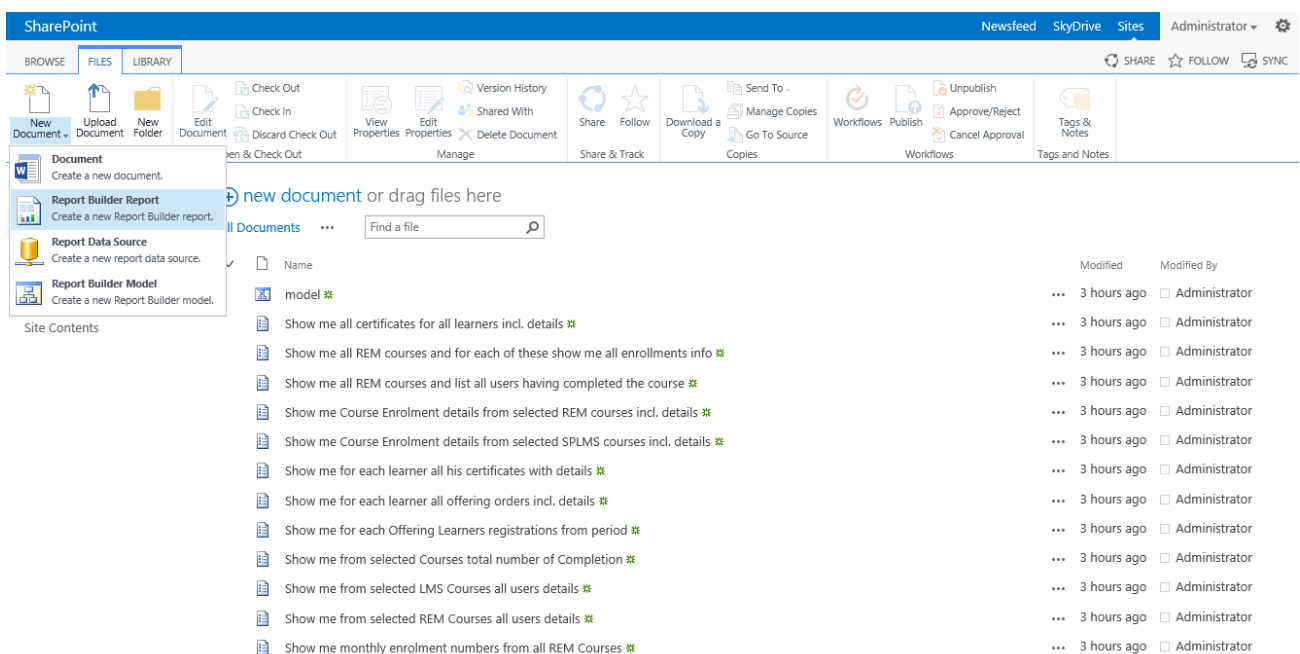 SharePoint
Newsfeed SkyDrive Sites Administrator
BROWSE FILES LIBRARY
SHARE FOLLOW SYNC
New Document
Upload Document
New Folder
Edit Document
Check Out
Check In
Discard Check Out
View Properties
Edit Properties
Version History
Shared With
Delete Document
Share
Follow
Download a Copy
Send To
Manage Copies
Go To Source
Workflows
Publish
Unpublish
Approve/Reject
Cancel Approval
Tags & Notes
en & Check Out Manage Share & Track Copies Workflows Tags and Notes
Document
Create a new document.
Report Builder Report
Create a new Report Builder report.
Report Data Source
Create a new report data source.
Report Builder Model
Create a new Report Builder model.
Site Contents
new document or drag files here
ll Documents ••• Find a file
Name Modified Modified By
model ••• 3 hours ago Administrator
Show me all certificates for all learners incl. details ••• 3 hours ago Administrator
Show me all REM courses and for each of these show me all enrollments info ••• 3 hours ago Administrator
Show me all REM courses and list all users having completed the course ••• 3 hours ago Administrator
Show me Course Enrolment details from selected REM courses incl. details ••• 3 hours ago Administrator
Show me Course Enrolment details from selected SPLMS courses incl. details ••• 3 hours ago Administrator
Show me for each learner all his certificates with details ••• 3 hours ago Administrator
Show me for each learner all offering orders incl. details ••• 3 hours ago Administrator
Show me for each Offering Learners registrations from period ••• 3 hours ago Administrator
Show me from selected Courses total number of Completion ••• 3 hours ago Administrator
Show me from selected LMS Courses all users details ••• 3 hours ago Administrator
Show me from selected REM Courses all users details ••• 3 hours ago Administrator
Show me monthly enrolment numbers from all REM Courses ••• 3 hours ago Administrator